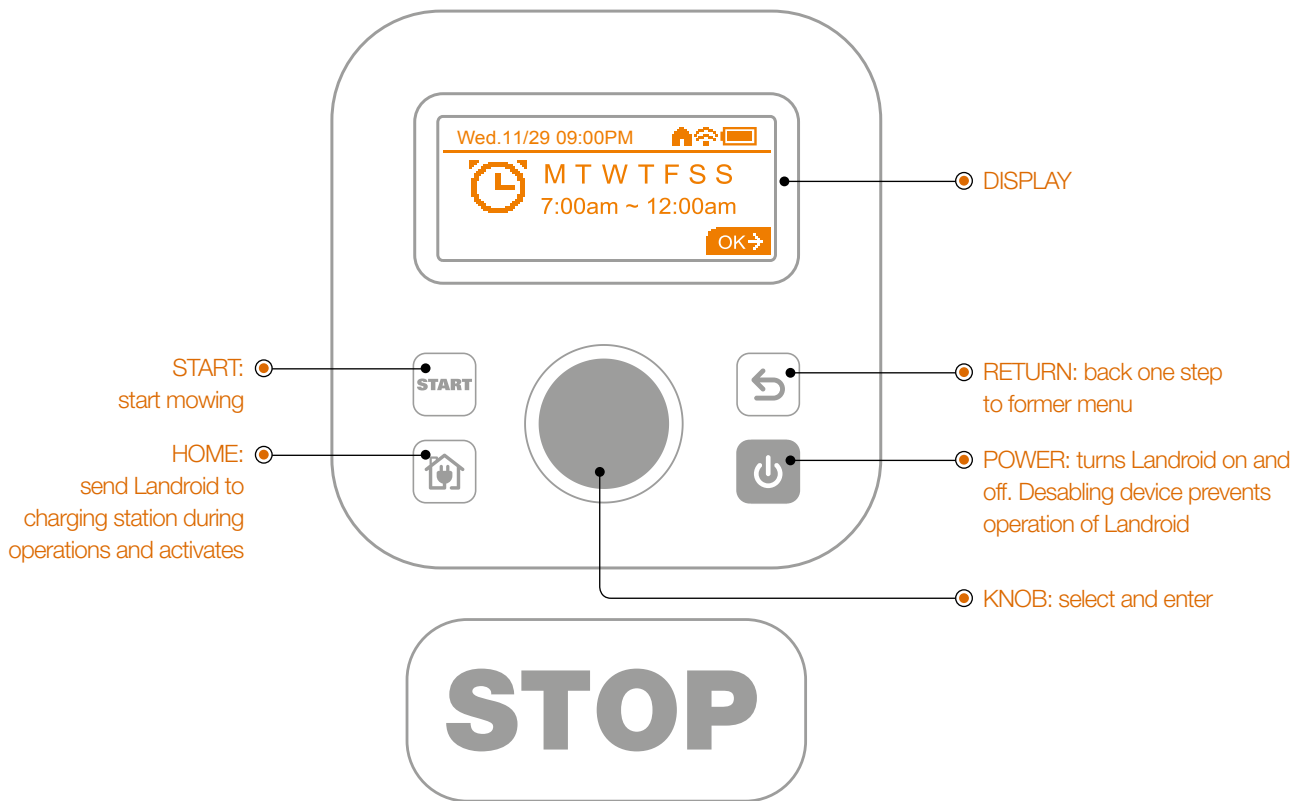 Wed.11/29 09:00PM
M T W T F S S
7:00am ~ 12:00am
OK
DISPLAY
START
START:
start mowing
RETURN: back one step
to former menu
HOME:
send Landroid to
charging station during
operations and activates
POWER: turns Landroid on and
off. Desabling device prevents
operation of Landroid
KNOB: select and enter
STOP